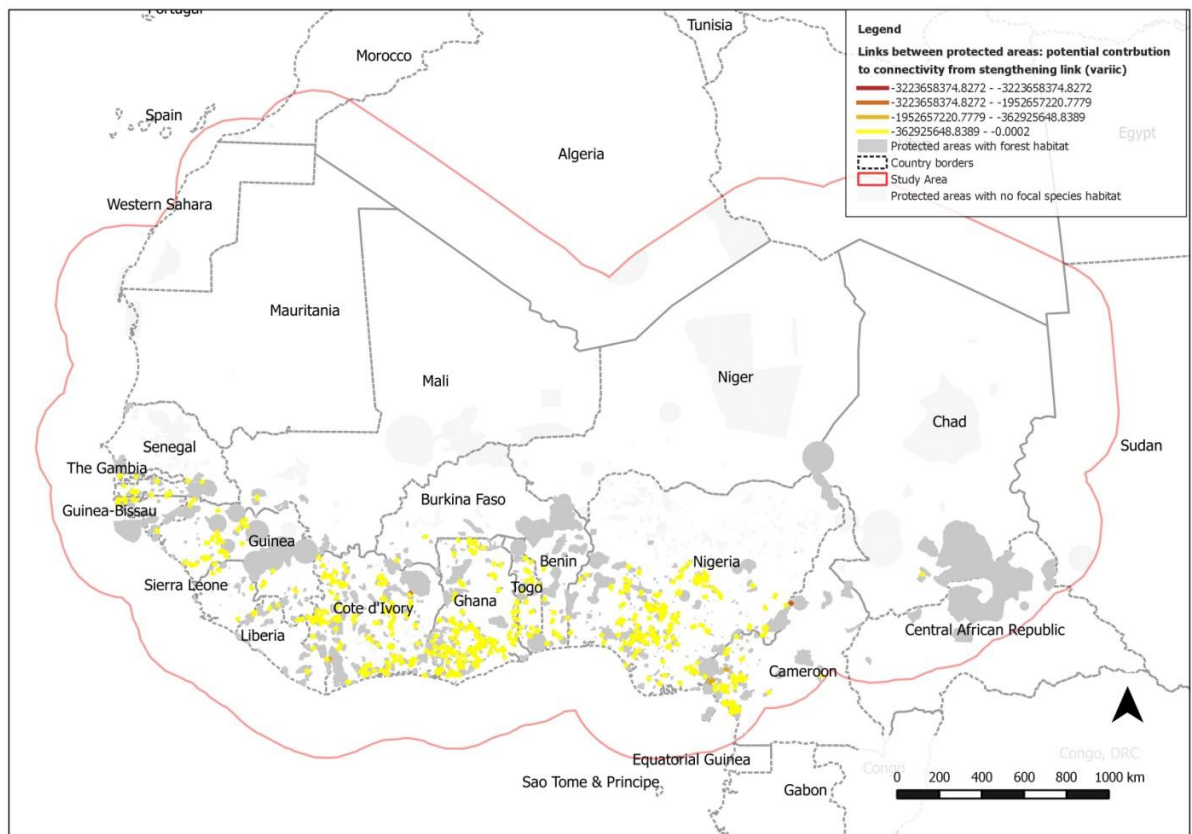 Portugal
Tunisia
Morocco
Spain
Algeria
Egypt
Western Sahara
Mauritania
Mali
Niger
Chad
Sudan
Senegal
The Gambia
Guinea-Bissau
Burkina Faso
Guinea
Benin
Nigeria
Sierra Leone
Togo
Cote d'Ivory
Ghana
Liberia
Central African Republic
Cameroon
Equatorial Guinea
Sao Tome & Principe
Congo
Congo, DRC
Gabon
Legend
Links between protected areas: potential contrbution
to connectivity from stengthening link (variic)
-3223658374.8272 - -3223658374.8272
-3223658374.8272 - -1952657220.7779
-1952657220.7779 - -362925648.8389
-362925648.8389 - -0.0002
Protected areas with forest habitat
Country borders
Study Area
Protected areas with no focal species habitat
0 200 400 600 800 1000 km